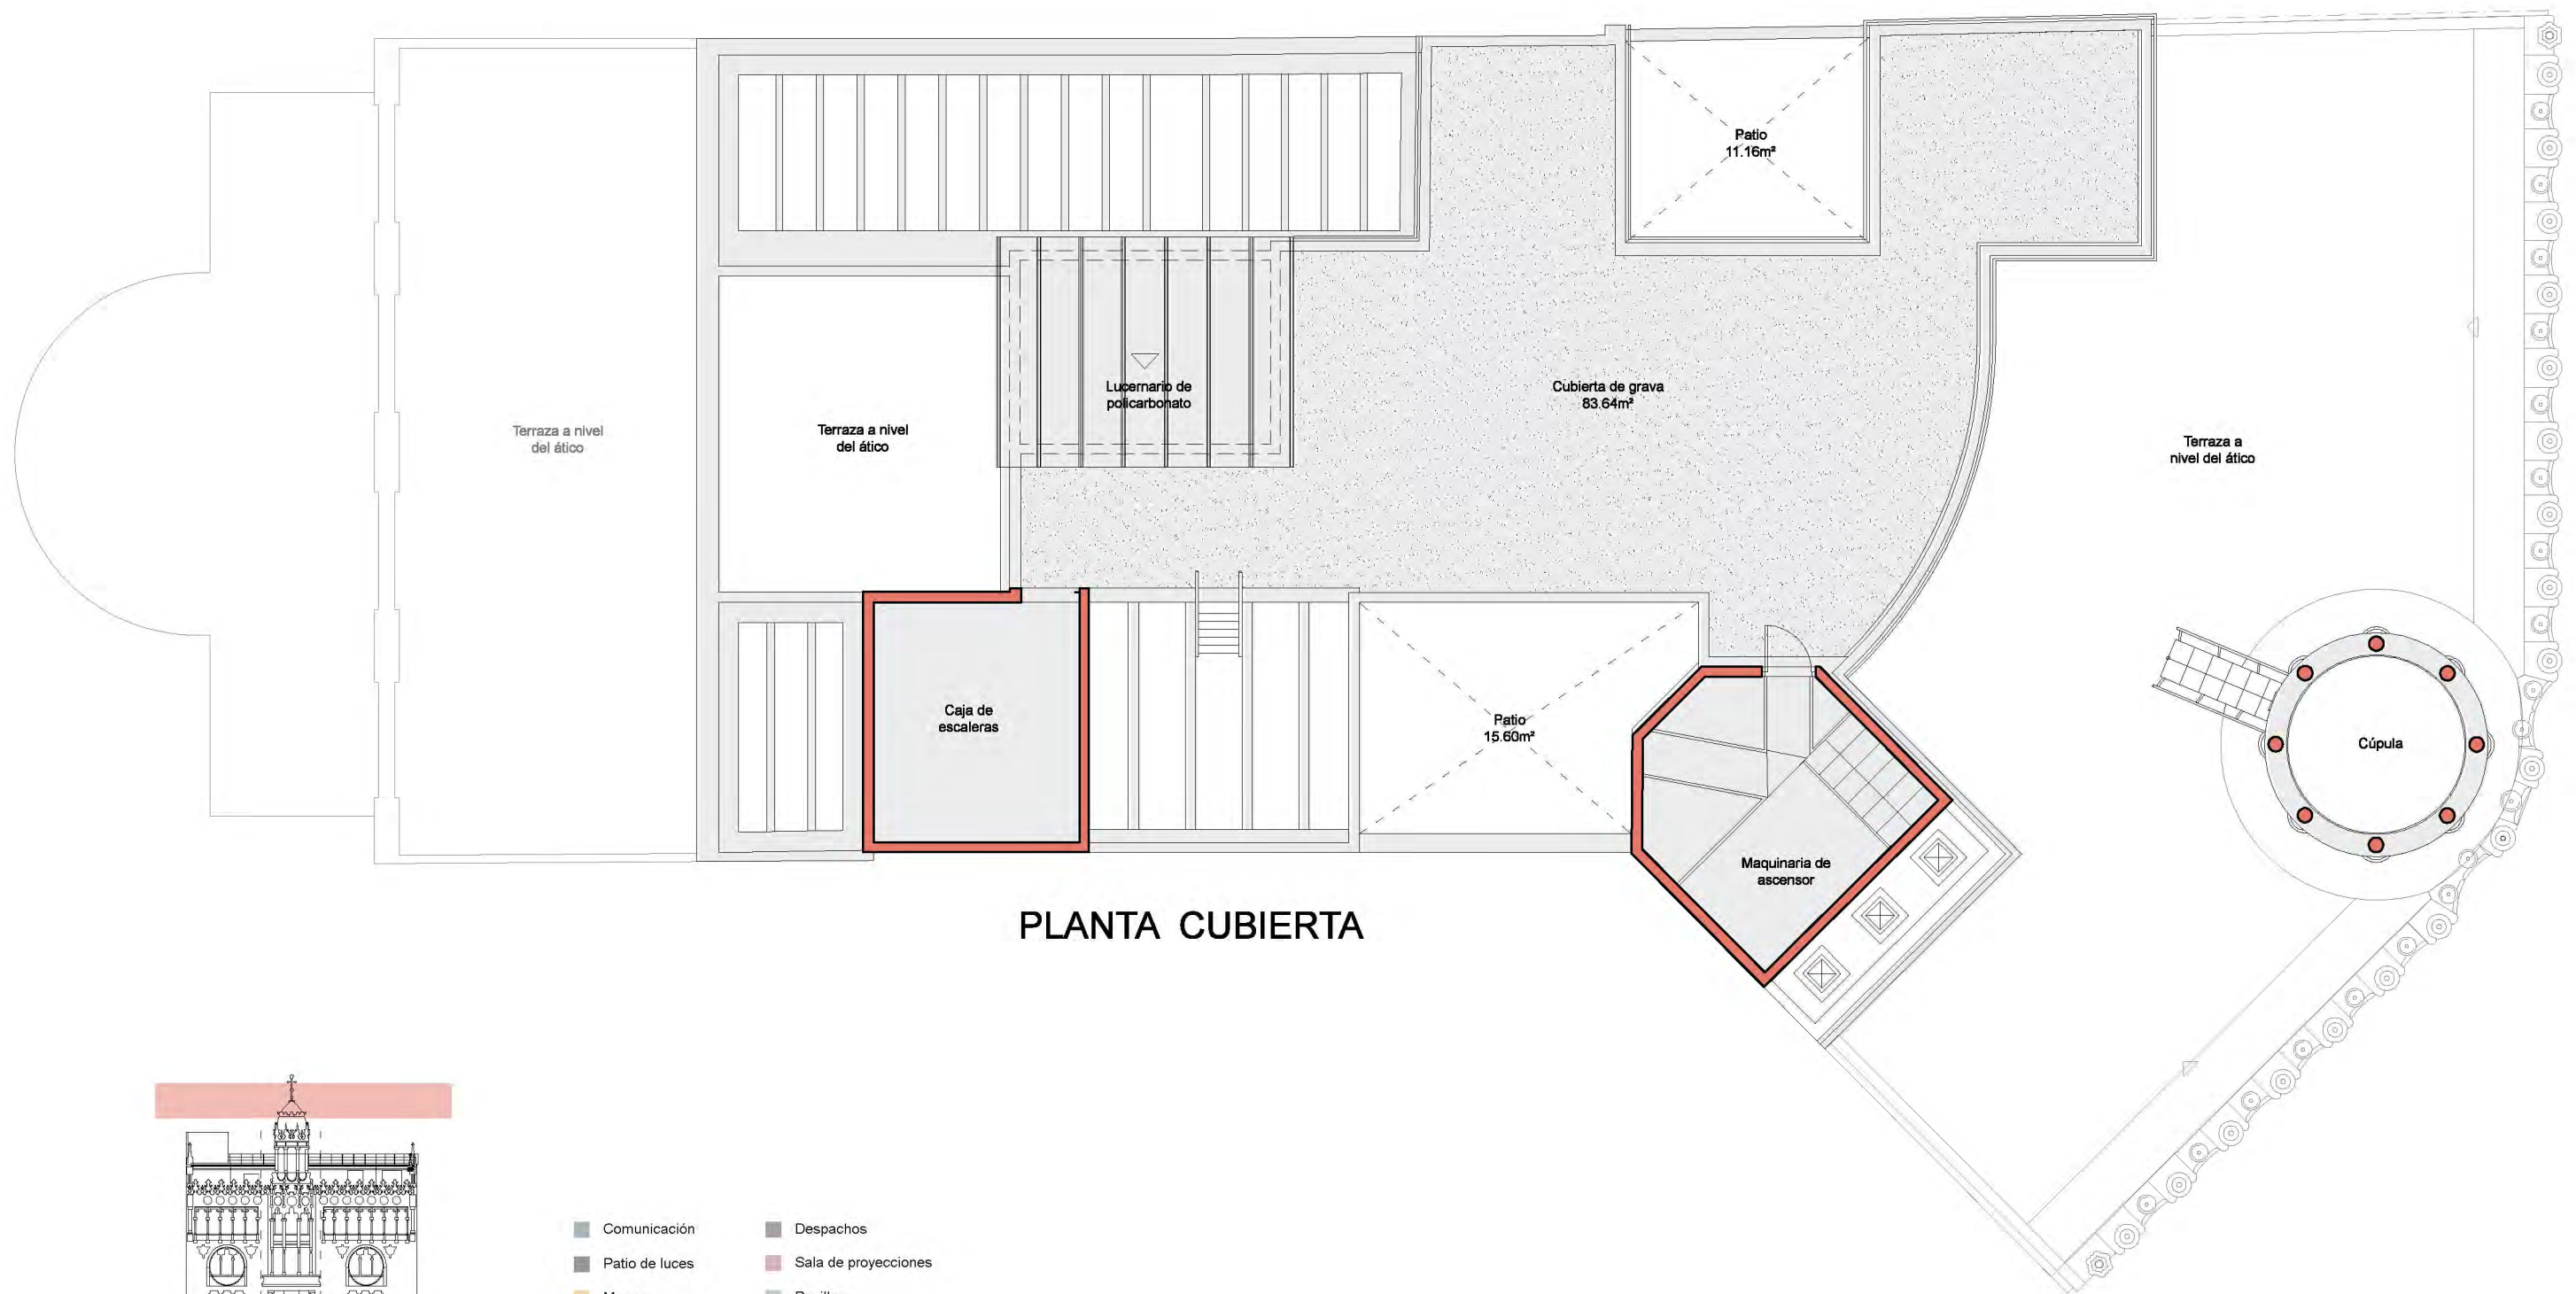 Patio
11.16m²
Lucernario de
policarbonato
Cubierta de grava
83.64m²
Terraza a nivel
del ático
Terraza a nivel
del ático
Terraza a
nivel del ático
Caja de
escaleras
Patio
15.60m²
Cúpula
Maquinaria de
ascensor
PLANTA CUBIERTA
Comunicación
Despachos
Patio de luces
Sala de proyecciones